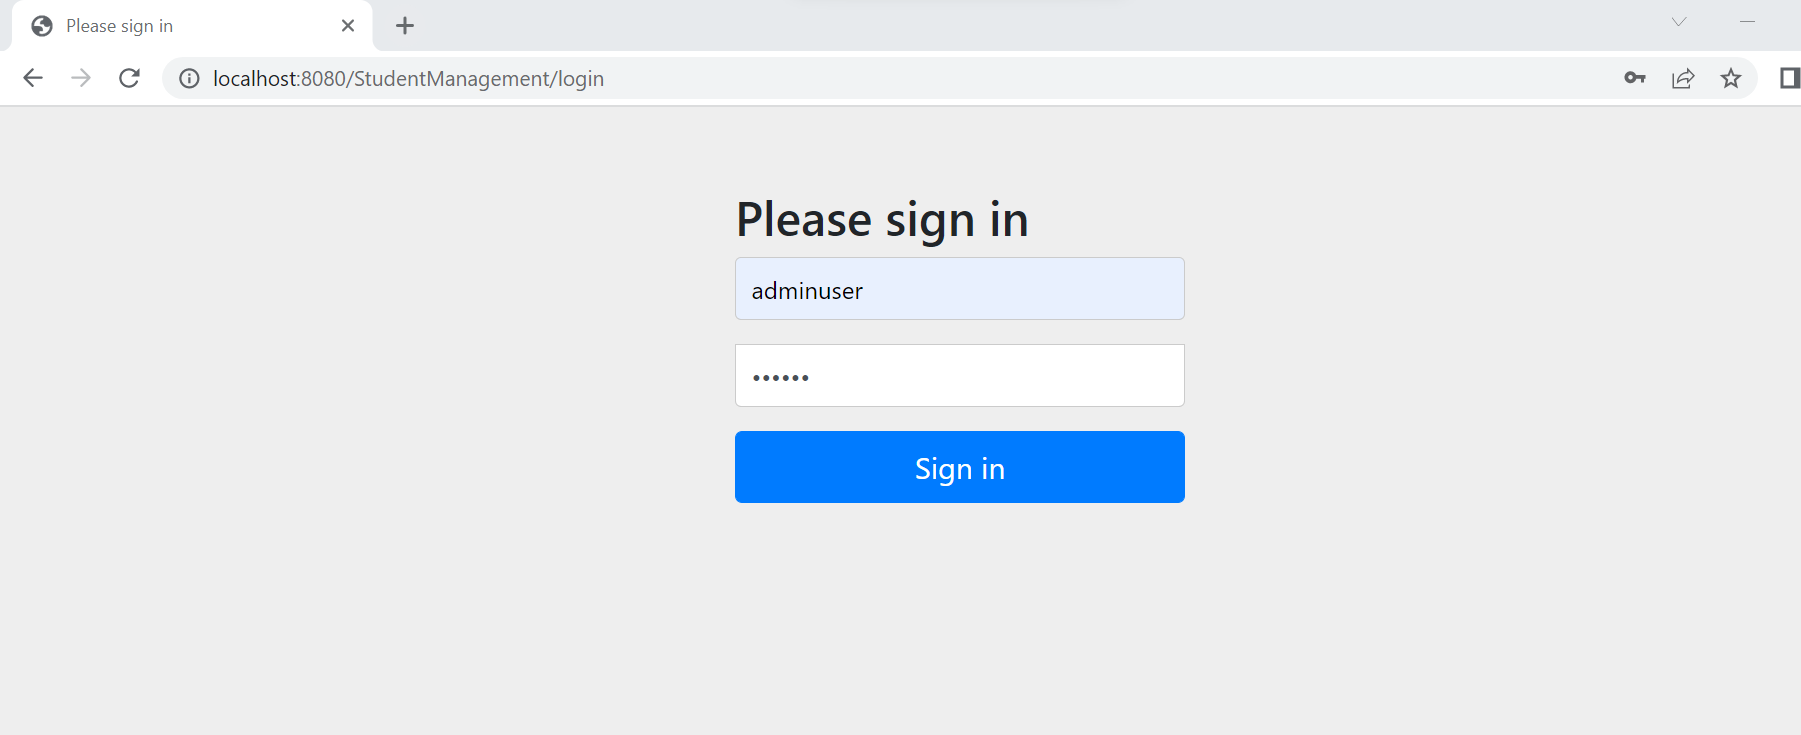 Please sign in
localhost:8080/StudentManagement/login
Please sign in
adminuser
••••••
Sign in